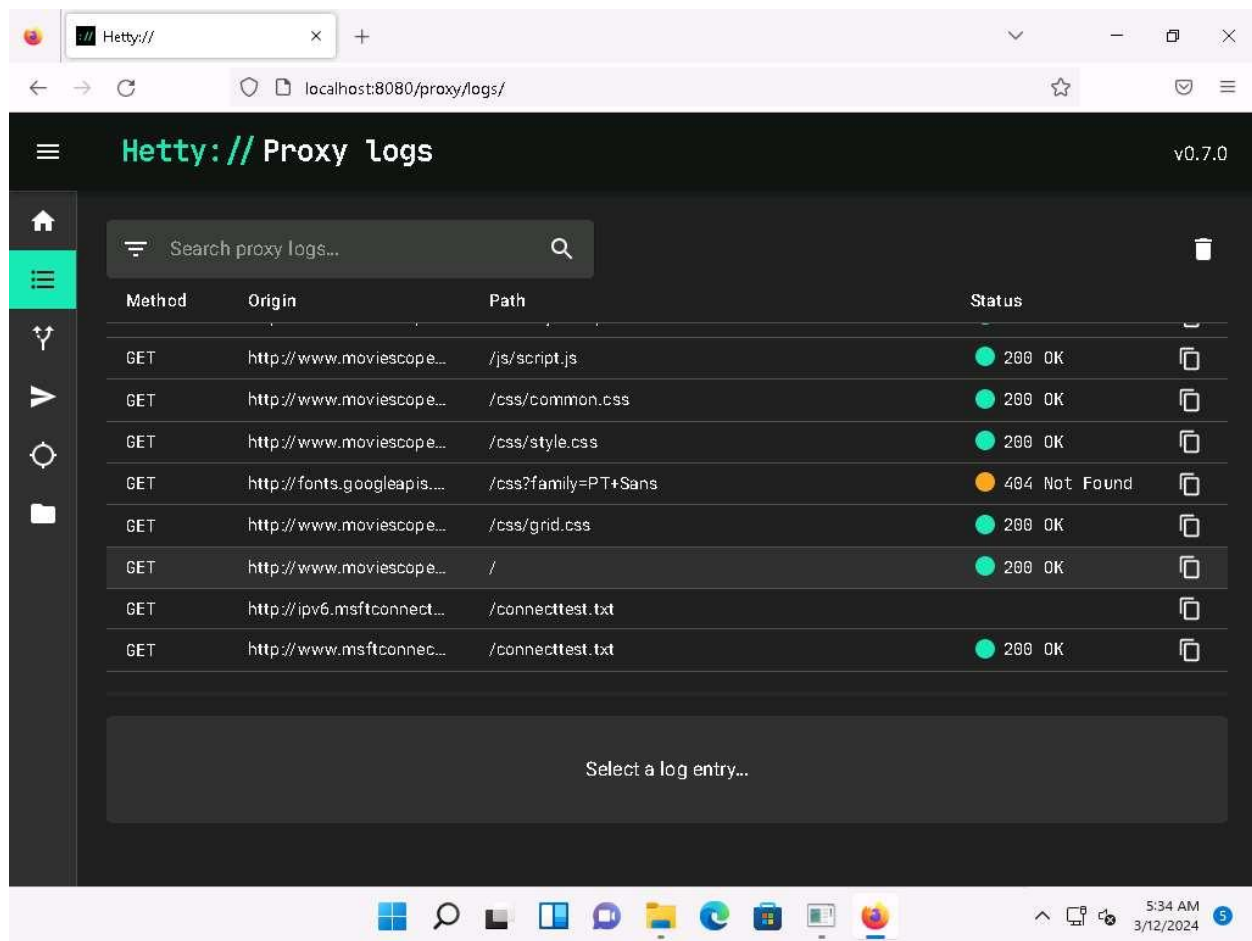 Hetty://
localhost:8080/proxy/logs/
Hetty:// Proxy logs
v0.7.0
Search proxy logs...
Method Origin Path Status
GET http://www.moviescope... /js/script.js 200 OK
GET http://www.moviescope... /css/common.css 200 OK
GET http://www.moviescope... /css/style.css 200 OK
GET http://fonts.googleapis.... /css?family=PT+Sans 404 Not Found
GET http://www.moviescope... /css/grid.css 200 OK
GET http://www.moviescope... / 200 OK
GET http://ipv6.msftconnect... /connecttest.txt
GET http://www.msftconnec... /connecttest.txt 200 OK
Select a log entry...
5:34 AM
3/12/2024
5